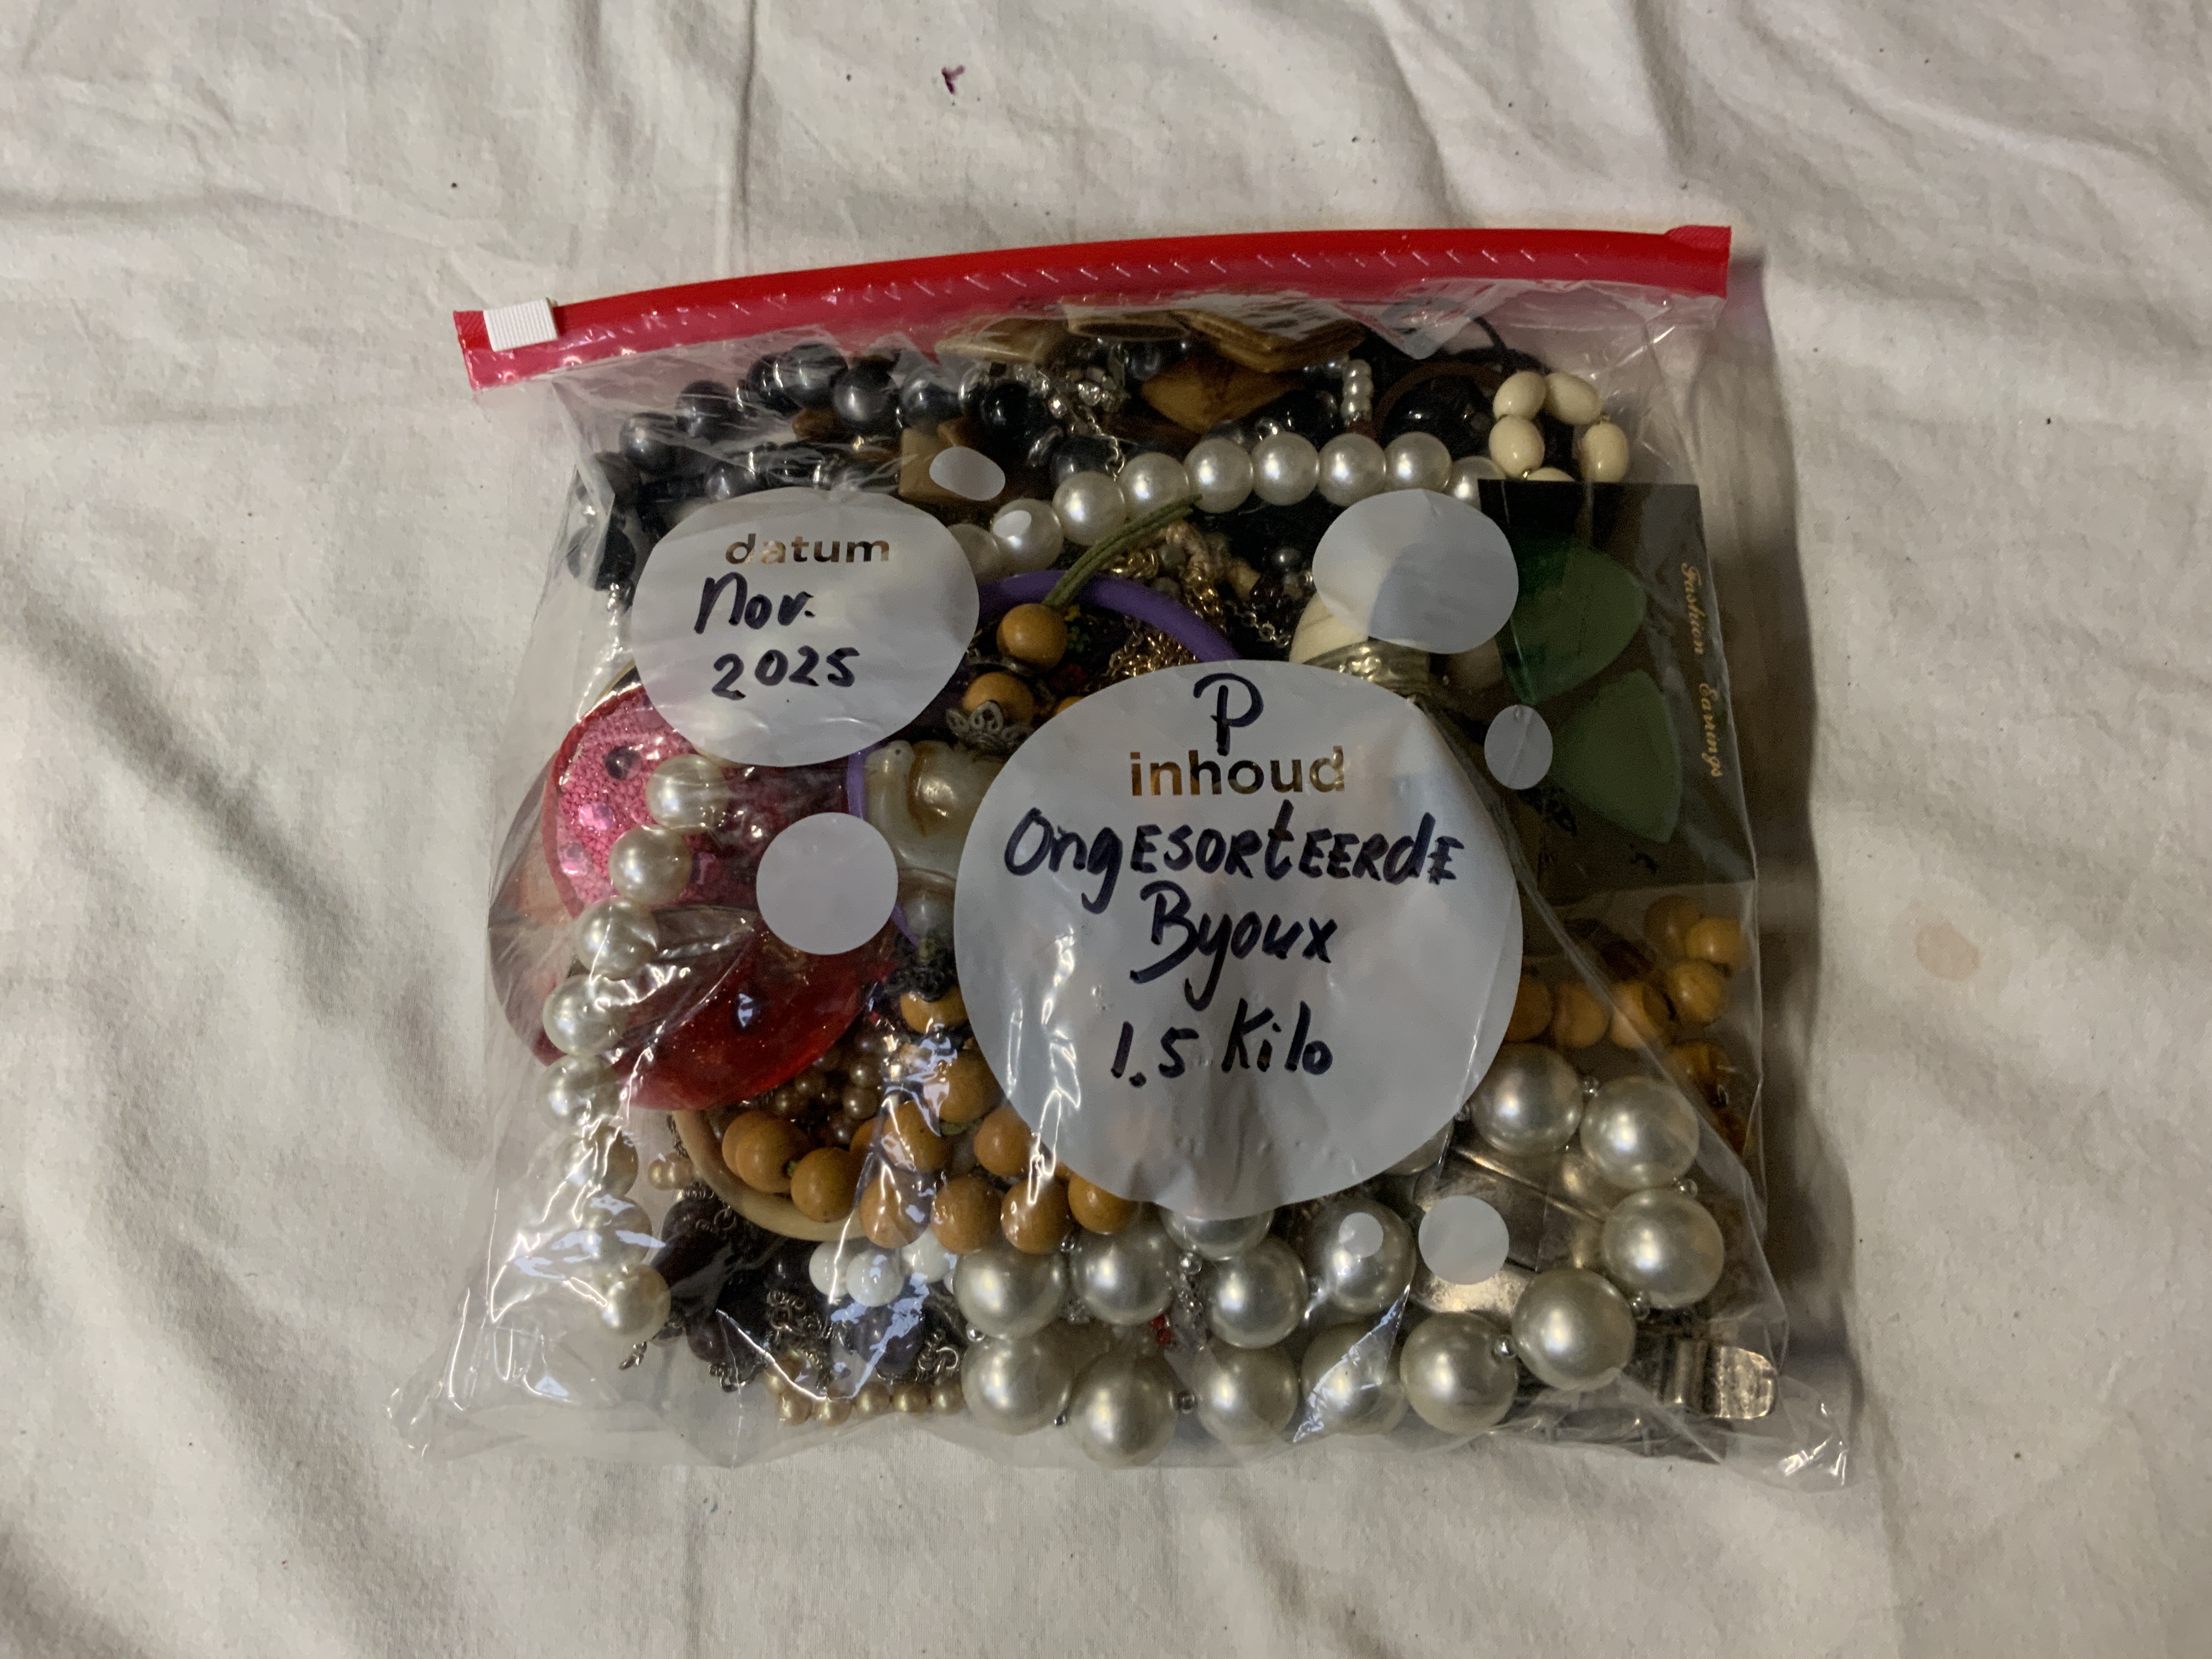 datum
Nov.
2025
P
inhoud
OngESORtEERdE
Byoux
1.5 Kilo
Fashion Earrings